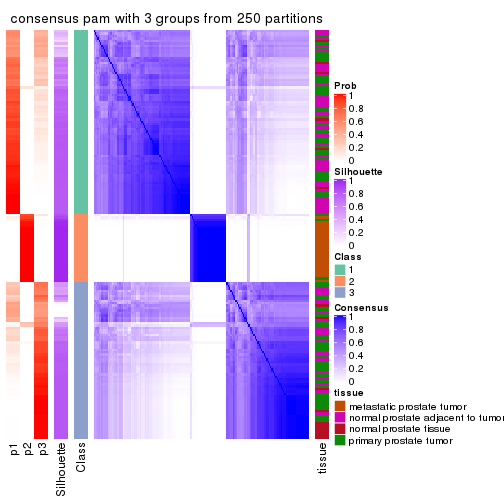 consensus pam with 3 groups from 250 partitions
Prob
1
0.8
0.6
0.4
0.2
0
Silhouette
1
0.8
0.6
0.4
0.2
0
Class
1
2
3
Consensus
1
0.8
0.6
0.4
0.2
0
tissue
metastatic prostate tumor
normal prostate adjacent to tumor
normal prostate tissue
primary prostate tumor
p1
p2
p3
Silhouette
Class
tissue